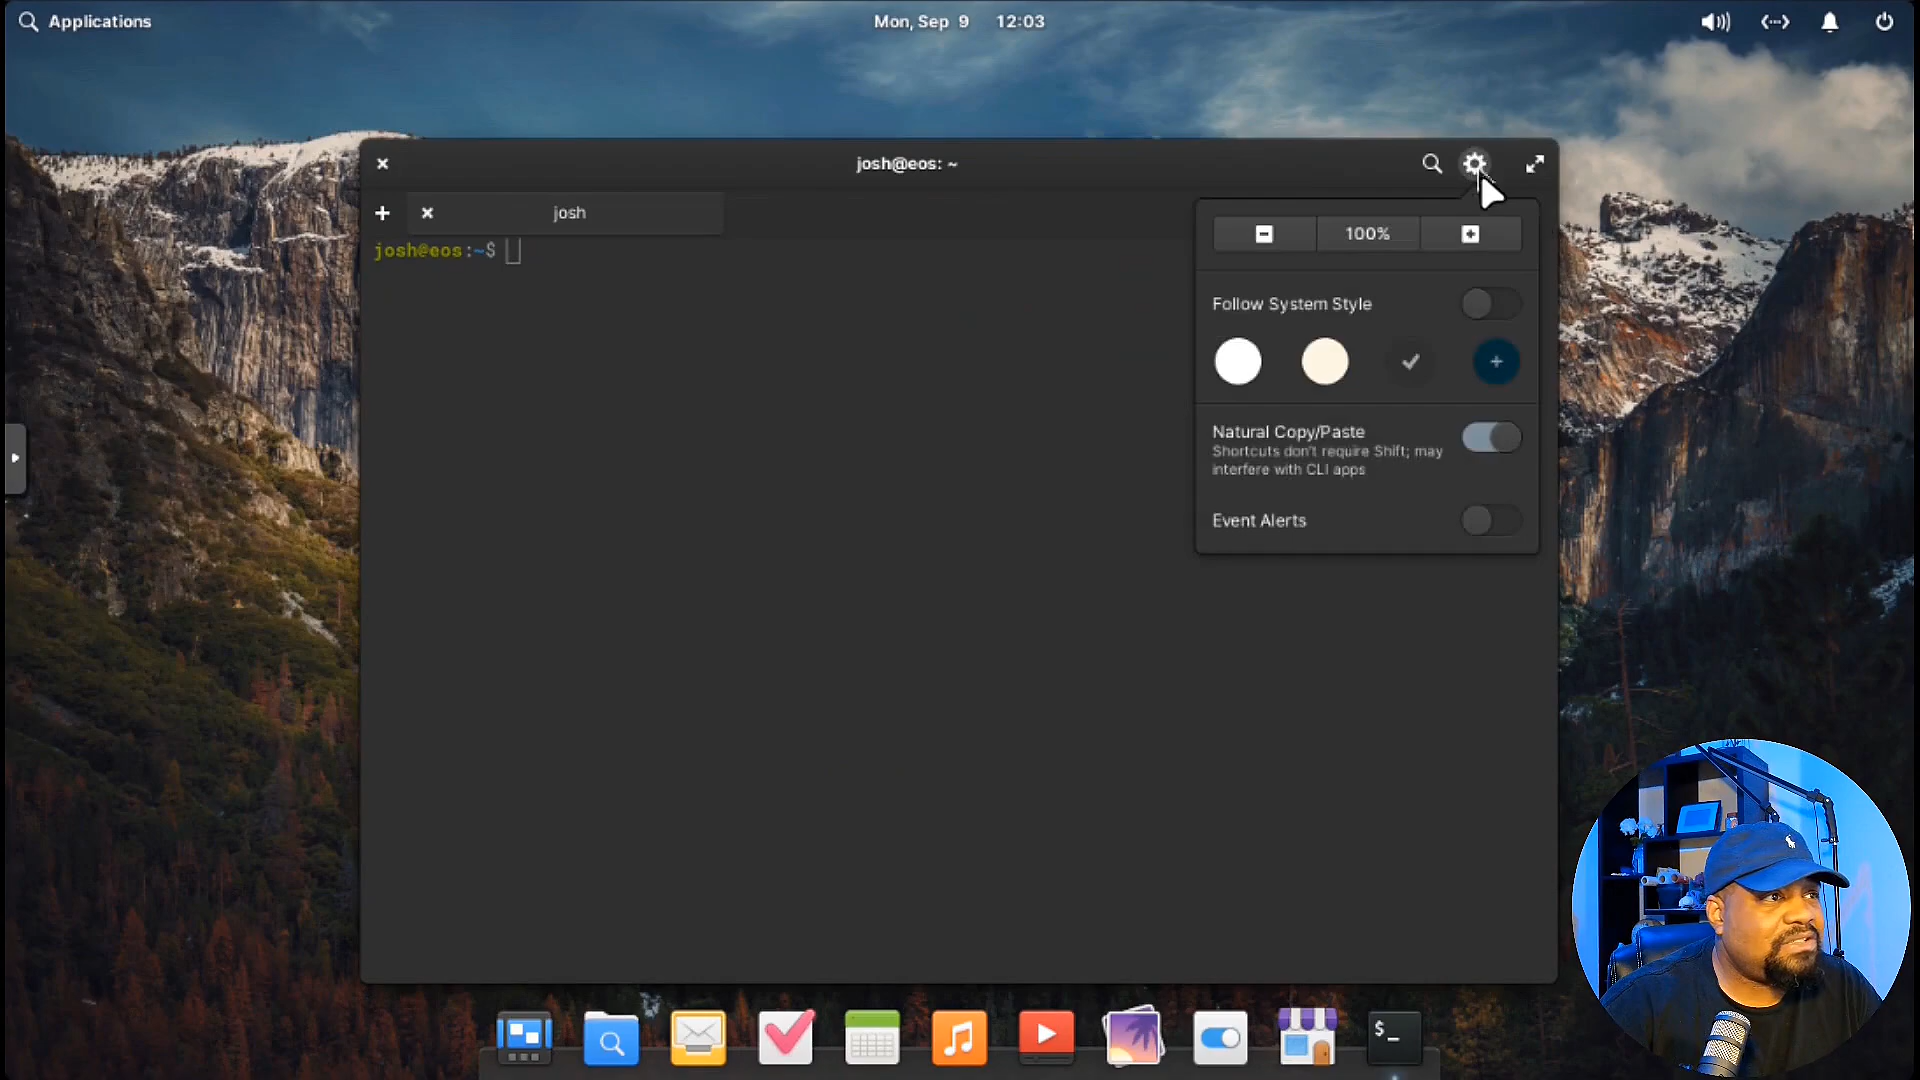 Applications
Mon, Sep 9 12:03
josh@eos: ~
josh
josh@eos:~$
100%
Follow System Style
Natural Copy/Paste
Shortcuts don't require Shift; may
interfere with CLI apps
Event Alerts
$_